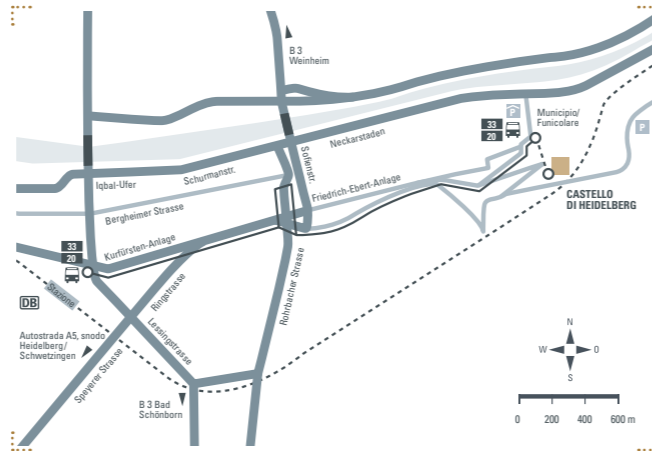 B 3
Weinheim
P
33
20
Municipio/
Funicolare
P
Neckarstaden
Sofienstr.
Iqbal-Ufer
Schurmanstr.
Friedrich-Ebert-Anlage
CASTELLO
DI HEIDELBERG
Bergheimer Strasse
Kurfürsten-Anlage
33
20
Rohrbacher Strasse
Ringstrasse
DB
Stazione
Lessingstrasse
Autostrada A5, snodo
Heidelberg/
Schwetzingen
Speyerer Strasse
B 3 Bad
Schönborn
N
W
O
S
0 200 400 600 m